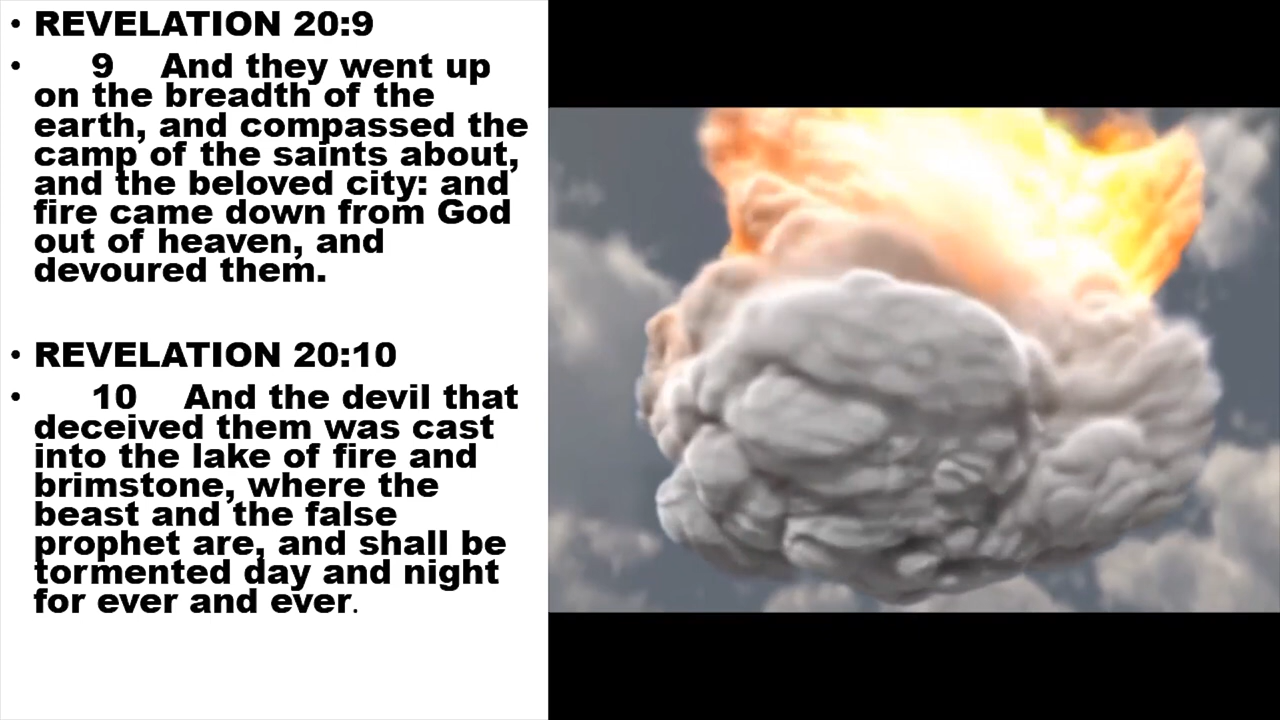 • REVELATION 20:9
• 9 And they went up
on the breadth of the
earth, and compassed the
camp of the saints about,
and the beloved city: and
fire came down from God
out of heaven, and
devoured them.
• REVELATION 20:10
• 10 And the devil that
deceived them was cast
into the lake of fire and
brimstone, where the
beast and the false
prophet are, and shall be
tormented day and night
for ever and ever.